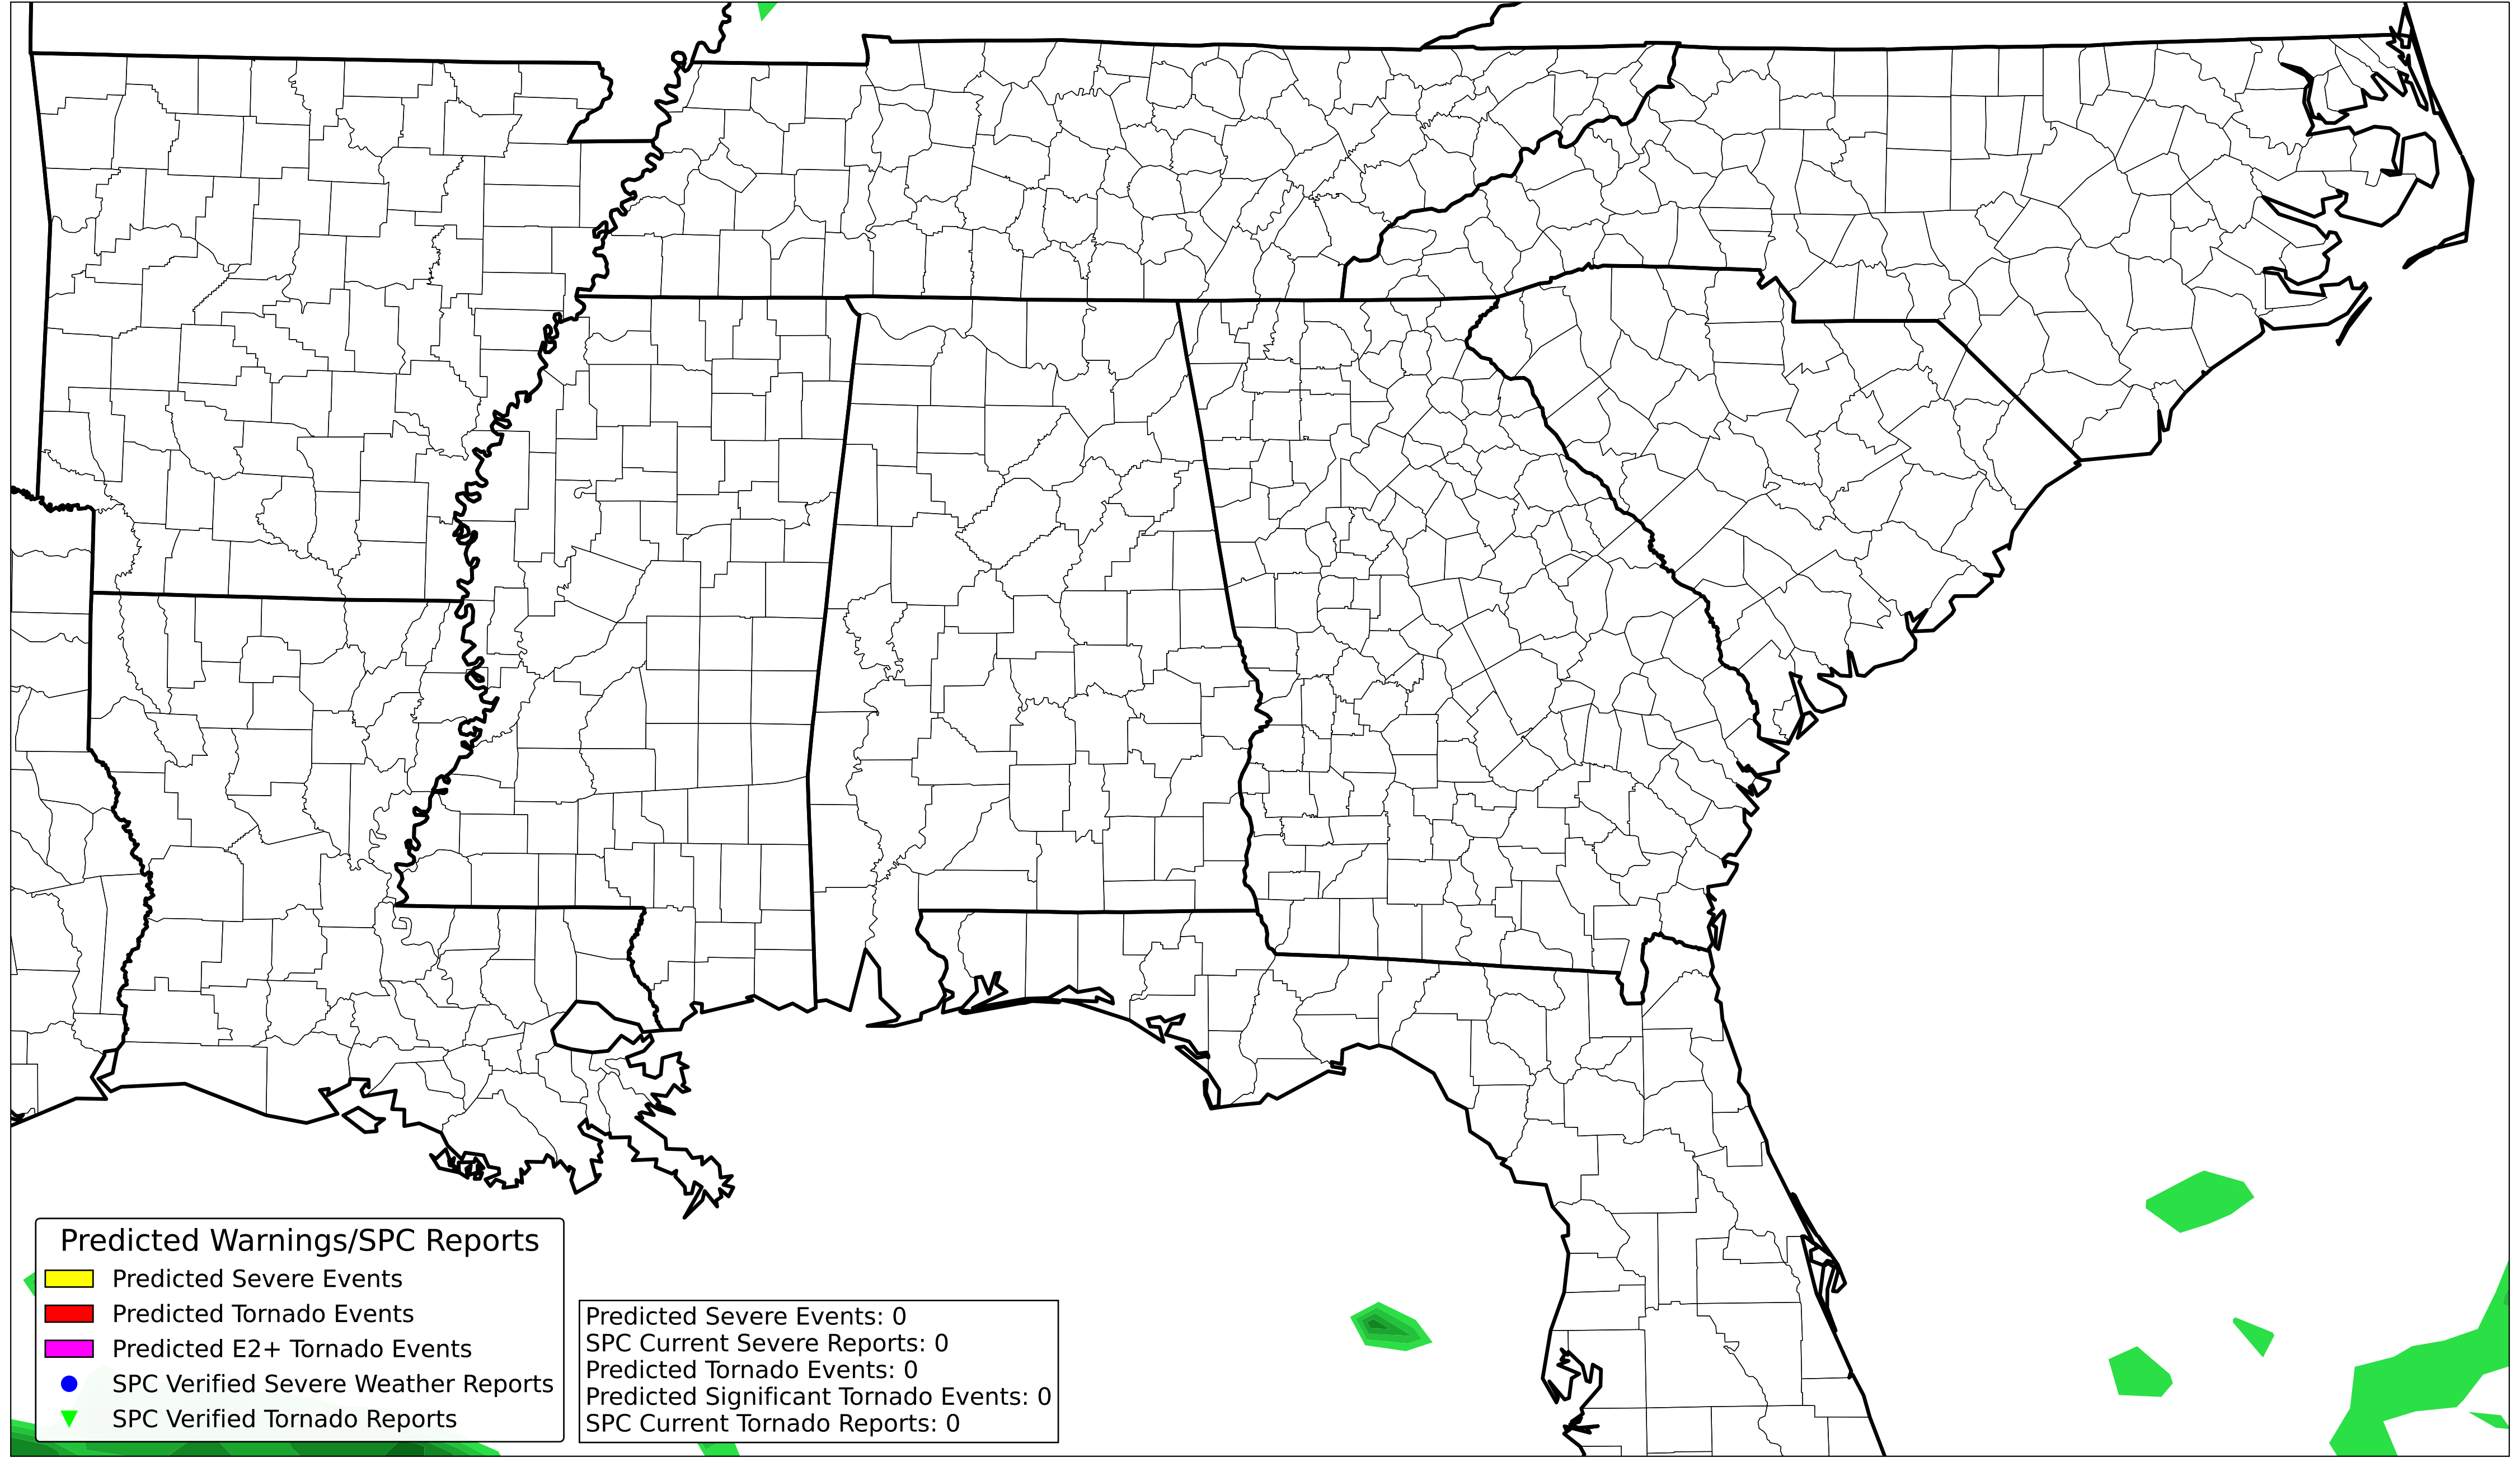 Predicted Warnings/SPC Reports
Predicted Severe Events
Predicted Tornado Events
Predicted E2+ Tornado Events
SPC Verified Severe Weather Reports
SPC Verified Tornado Reports
Predicted Severe Events: 0
SPC Current Severe Reports: 0
Predicted Tornado Events: 0
Predicted Significant Tornado Events: 0
SPC Current Tornado Reports: 0